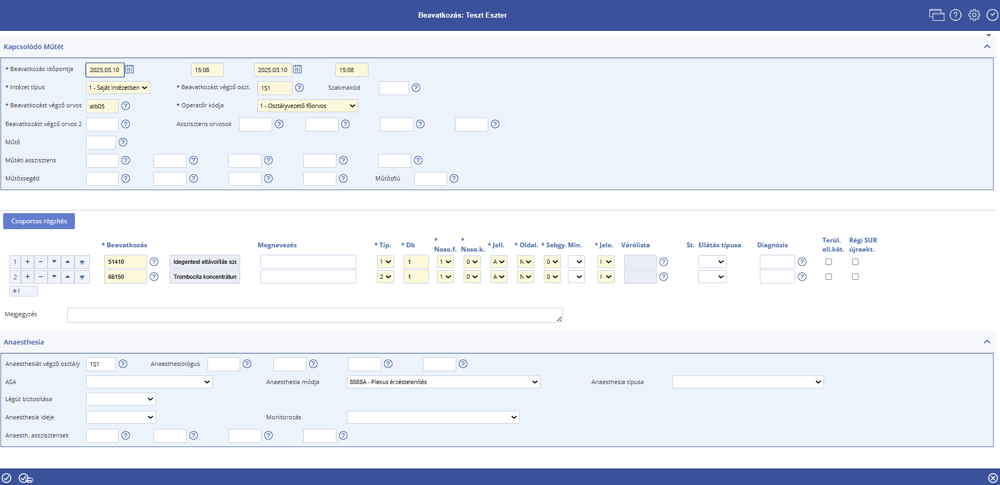 Beavatkozás: Teszt Eszter
Kapcsolódó Műtét
* Beavatkozás időpontja 2025.03.10 15:08 2025.03.10 15:08
* Intézet típus 1 - Saját intézetben * Beavatkozást végző oszt. 1S1 Szakmakód
* Beavatkozást végző orvos alb05 * Operatőr kódja 1 - Osztályvezető főorvos
Beavatkozást végző orvos 2 Asszisztens orvosok
Műtő
Műtéti asszisztens
Műtőssegéd Műtősfiú
Csoportos rögzítés
* Beavatkozás Megnevezés * Típ. * Db * Noso.f. * Noso.k. * Jell. * Oldal. * Sebgy. Min. * Jele. Várólista St. Ellátás típusa Diagnózis Terül. ell.köt. Régi SUR újraakt.
1 + − 51410 Idegentest eltávolítás sze 1 1 1 0 A N 0 I
2 + − 66150 Trombocita koncentrátum 2 1 1 0 A N 0 I
+ I
Megjegyzés
Anaesthesia
Anaesthesiát végző osztály 1S1 Anaesthesiológus
ASA Anaesthesia módja 8888A - Plexus érzéstelenítés Anaesthesia típusa
Légút biztosítása
Anaesthesia ideje Monitorozás
Anaesth. asszisztensek